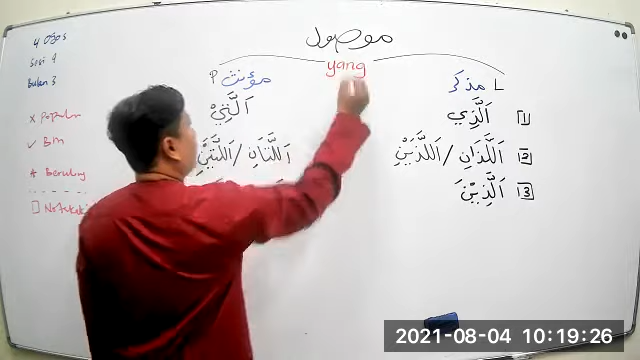 4 Ogos
Sesi 4
Bulan 3
x Popular
✓ Bm
موصول
yang
P مؤنث
مذكر L
اَلَّذِي 1
اَلَّتِيْ
اَللَّذَانِ / اَللَّذَيْنِ 2
اَللَّتَانِ / اَللَّتَيْنِ
اَلَّذِيْنَ 3
2021-08-04 10:19:26